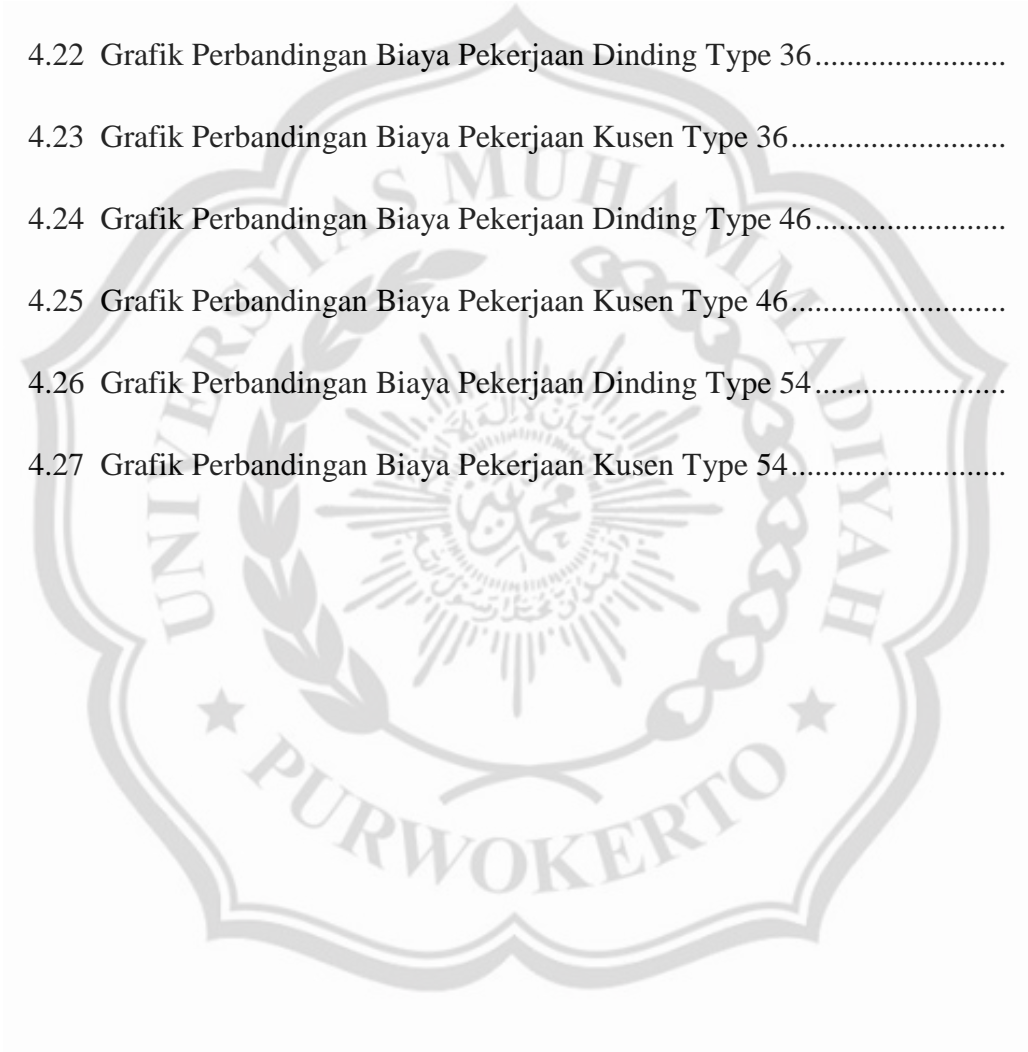 4.22 Grafik Perbandingan Biaya Pekerjaan Dinding Type 36........................
4.23 Grafik Perbandingan Biaya Pekerjaan Kusen Type 36...........................
4.24 Grafik Perbandingan Biaya Pekerjaan Dinding Type 46........................
4.25 Grafik Perbandingan Biaya Pekerjaan Kusen Type 46...........................
4.26 Grafik Perbandingan Biaya Pekerjaan Dinding Type 54........................
4.27 Grafik Perbandingan Biaya Pekerjaan Kusen Type 54...........................
UNIVERSITAS MUHAMMADIYAH
PURWOKERTO